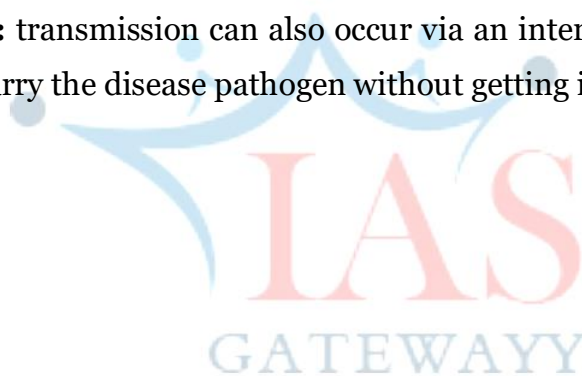 : transmission can also occur via an inter
rry the disease pathogen without getting i
IAS
GATEWAYY